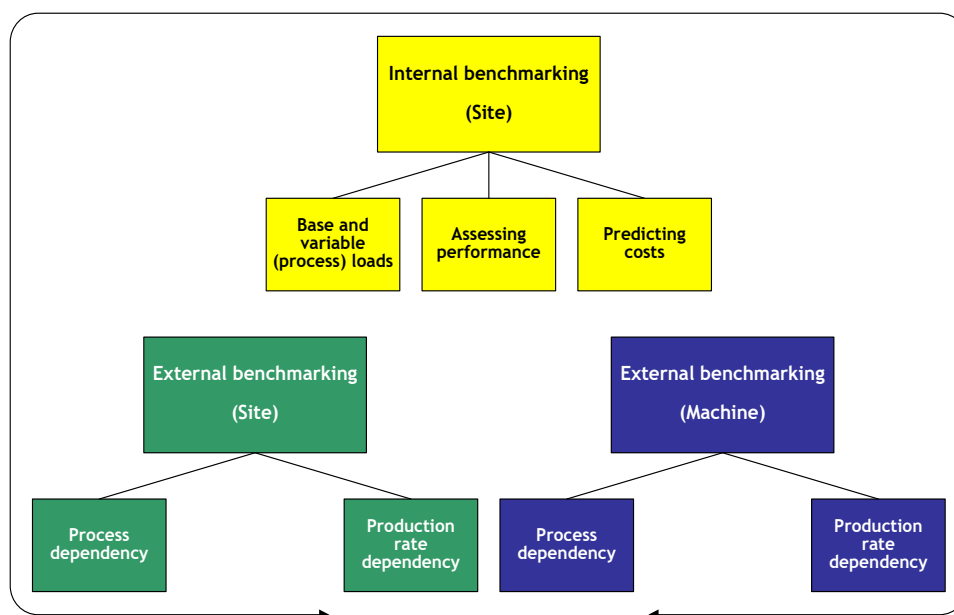 Internal benchmarking
(Site)
Base and
variable
(process) loads
Assessing
performance
Predicting
costs
External benchmarking
(Site)
External benchmarking
(Machine)
Process
dependency
Production
rate
dependency
Process
dependency
Production
rate
dependency